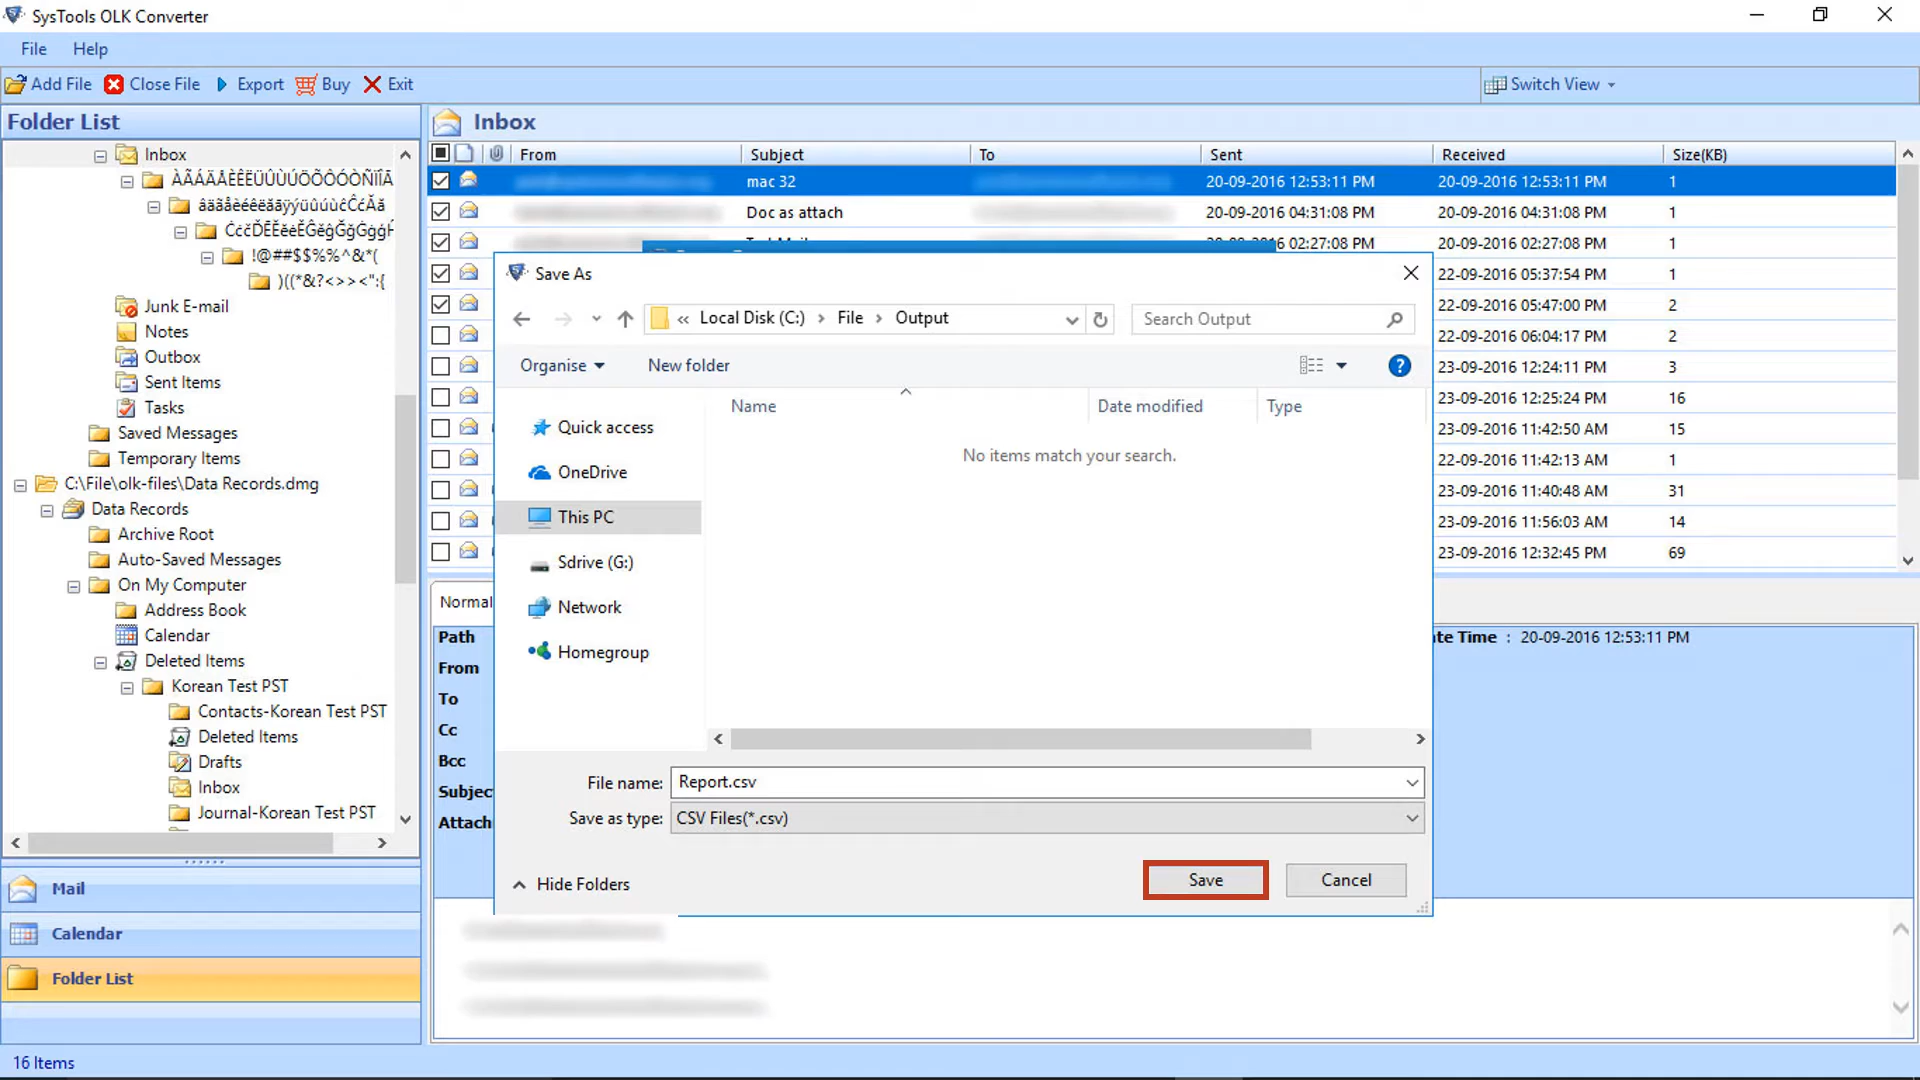 SysTools OLK Converter
File Help
Add File Close File Export Buy Exit Switch View
Folder List
Inbox
!@##$$%%^&*(
)((*&?<>><":{
Junk E-mail
Notes
Outbox
Sent Items
Tasks
Saved Messages
Temporary Items
C:\File\olk-files\Data Records.dmg
Data Records
Archive Root
Auto-Saved Messages
On My Computer
Address Book
Calendar
Deleted Items
Korean Test PST
Contacts-Korean Test PST
Deleted Items
Drafts
Inbox
Journal-Korean Test PST
Mail
Calendar
Folder List
16 Items
Inbox
From Subject To Sent Received Size(KB)
mac 32 20-09-2016 12:53:11 PM 20-09-2016 12:53:11 PM 1
Doc as attach 20-09-2016 04:31:08 PM 20-09-2016 04:31:08 PM 1
02:27:08 PM 20-09-2016 02:27:08 PM 1
22-09-2016 05:37:54 PM 1
22-09-2016 05:47:00 PM 2
22-09-2016 06:04:17 PM 2
23-09-2016 12:24:11 PM 3
23-09-2016 12:25:24 PM 16
23-09-2016 11:42:50 AM 15
22-09-2016 11:42:13 AM 1
23-09-2016 11:40:48 AM 31
23-09-2016 11:56:03 AM 14
23-09-2016 12:32:45 PM 69
Normal
Path
From
To
Cc
Bcc
Subjec
Attach
te Time : 20-09-2016 12:53:11 PM
Save As
« Local Disk (C:) › File › Output
Search Output
Organise New folder
Name Date modified Type
No items match your search.
Quick access
OneDrive
This PC
Sdrive (G:)
Network
Homegroup
File name: Report.csv
Save as type: CSV Files(*.csv)
Hide Folders
Save Cancel